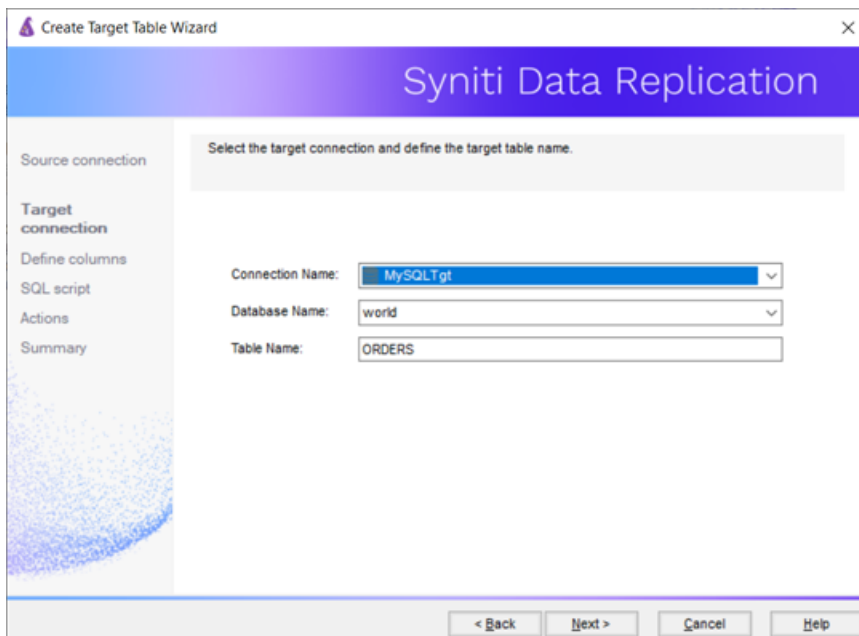 Create Target Table Wizard
Syniti Data Replication
Source connection
Target
connection
Define columns
SQL script
Actions
Summary
Select the target connection and define the target table name.
Connection Name: MySQLTgt
Database Name: world
Table Name: ORDERS
< Back Next > Cancel Help